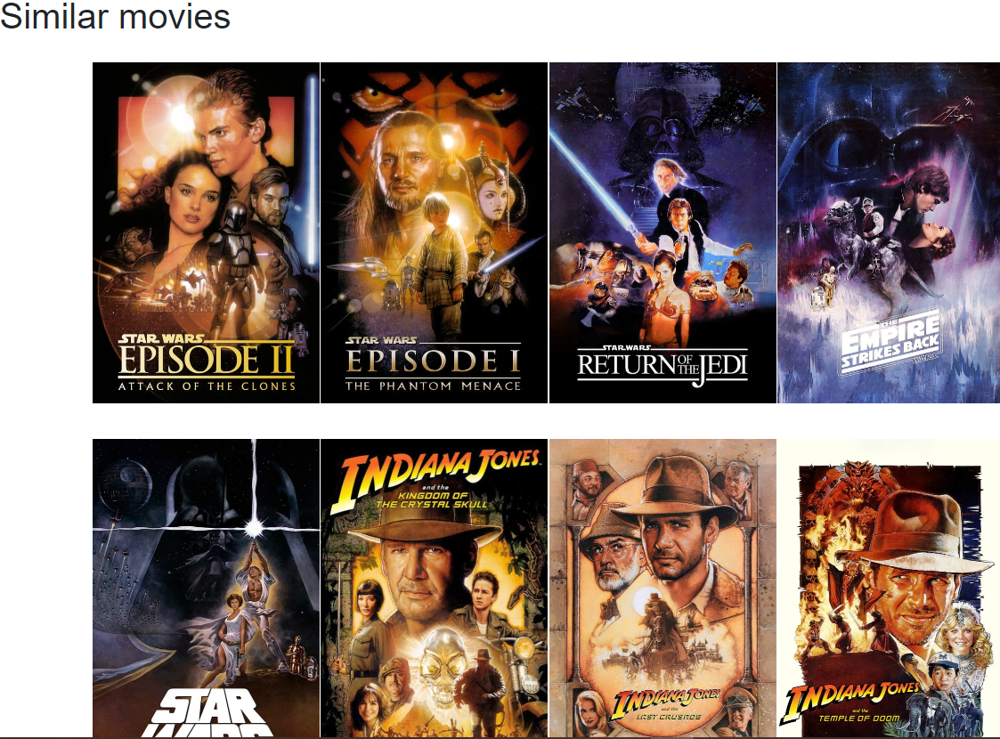 Similar movies
STAR WARS
EPISODE II
ATTACK OF THE CLONES
STAR WARS
EPISODE I
THE PHANTOM MENACE
STAR WARS
RETURN OF THE JEDI
THE
EMPIRE
STRIKES BACK
STAR
WARS
INDIANA JONES
and the
KINGDOM OF
THE CRYSTAL SKULL
INDIANA JONES
and the
LAST CRUSADE
INDIANA JONES
and the
TEMPLE OF DOOM